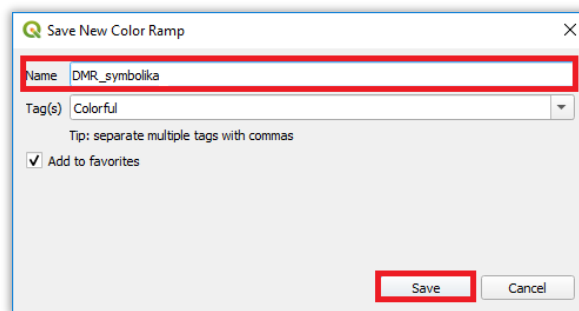 Save New Color Ramp
Name DMR_symbolika
Tag(s) Colorful
Tip: separate multiple tags with commas
Add to favorites
Save Cancel